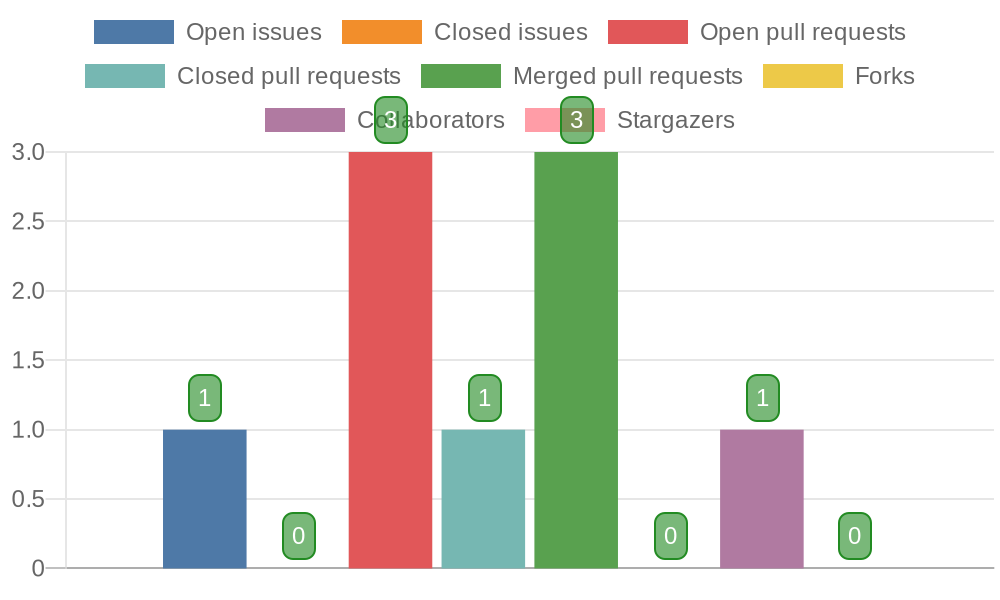 Open issues Closed issues Open pull requests
Closed pull requests Merged pull requests Forks
Collaborators Stargazers
3 3
3.0
2.5
2.0
1.5
1 1 1
1.0
0.5
0 0 0
0